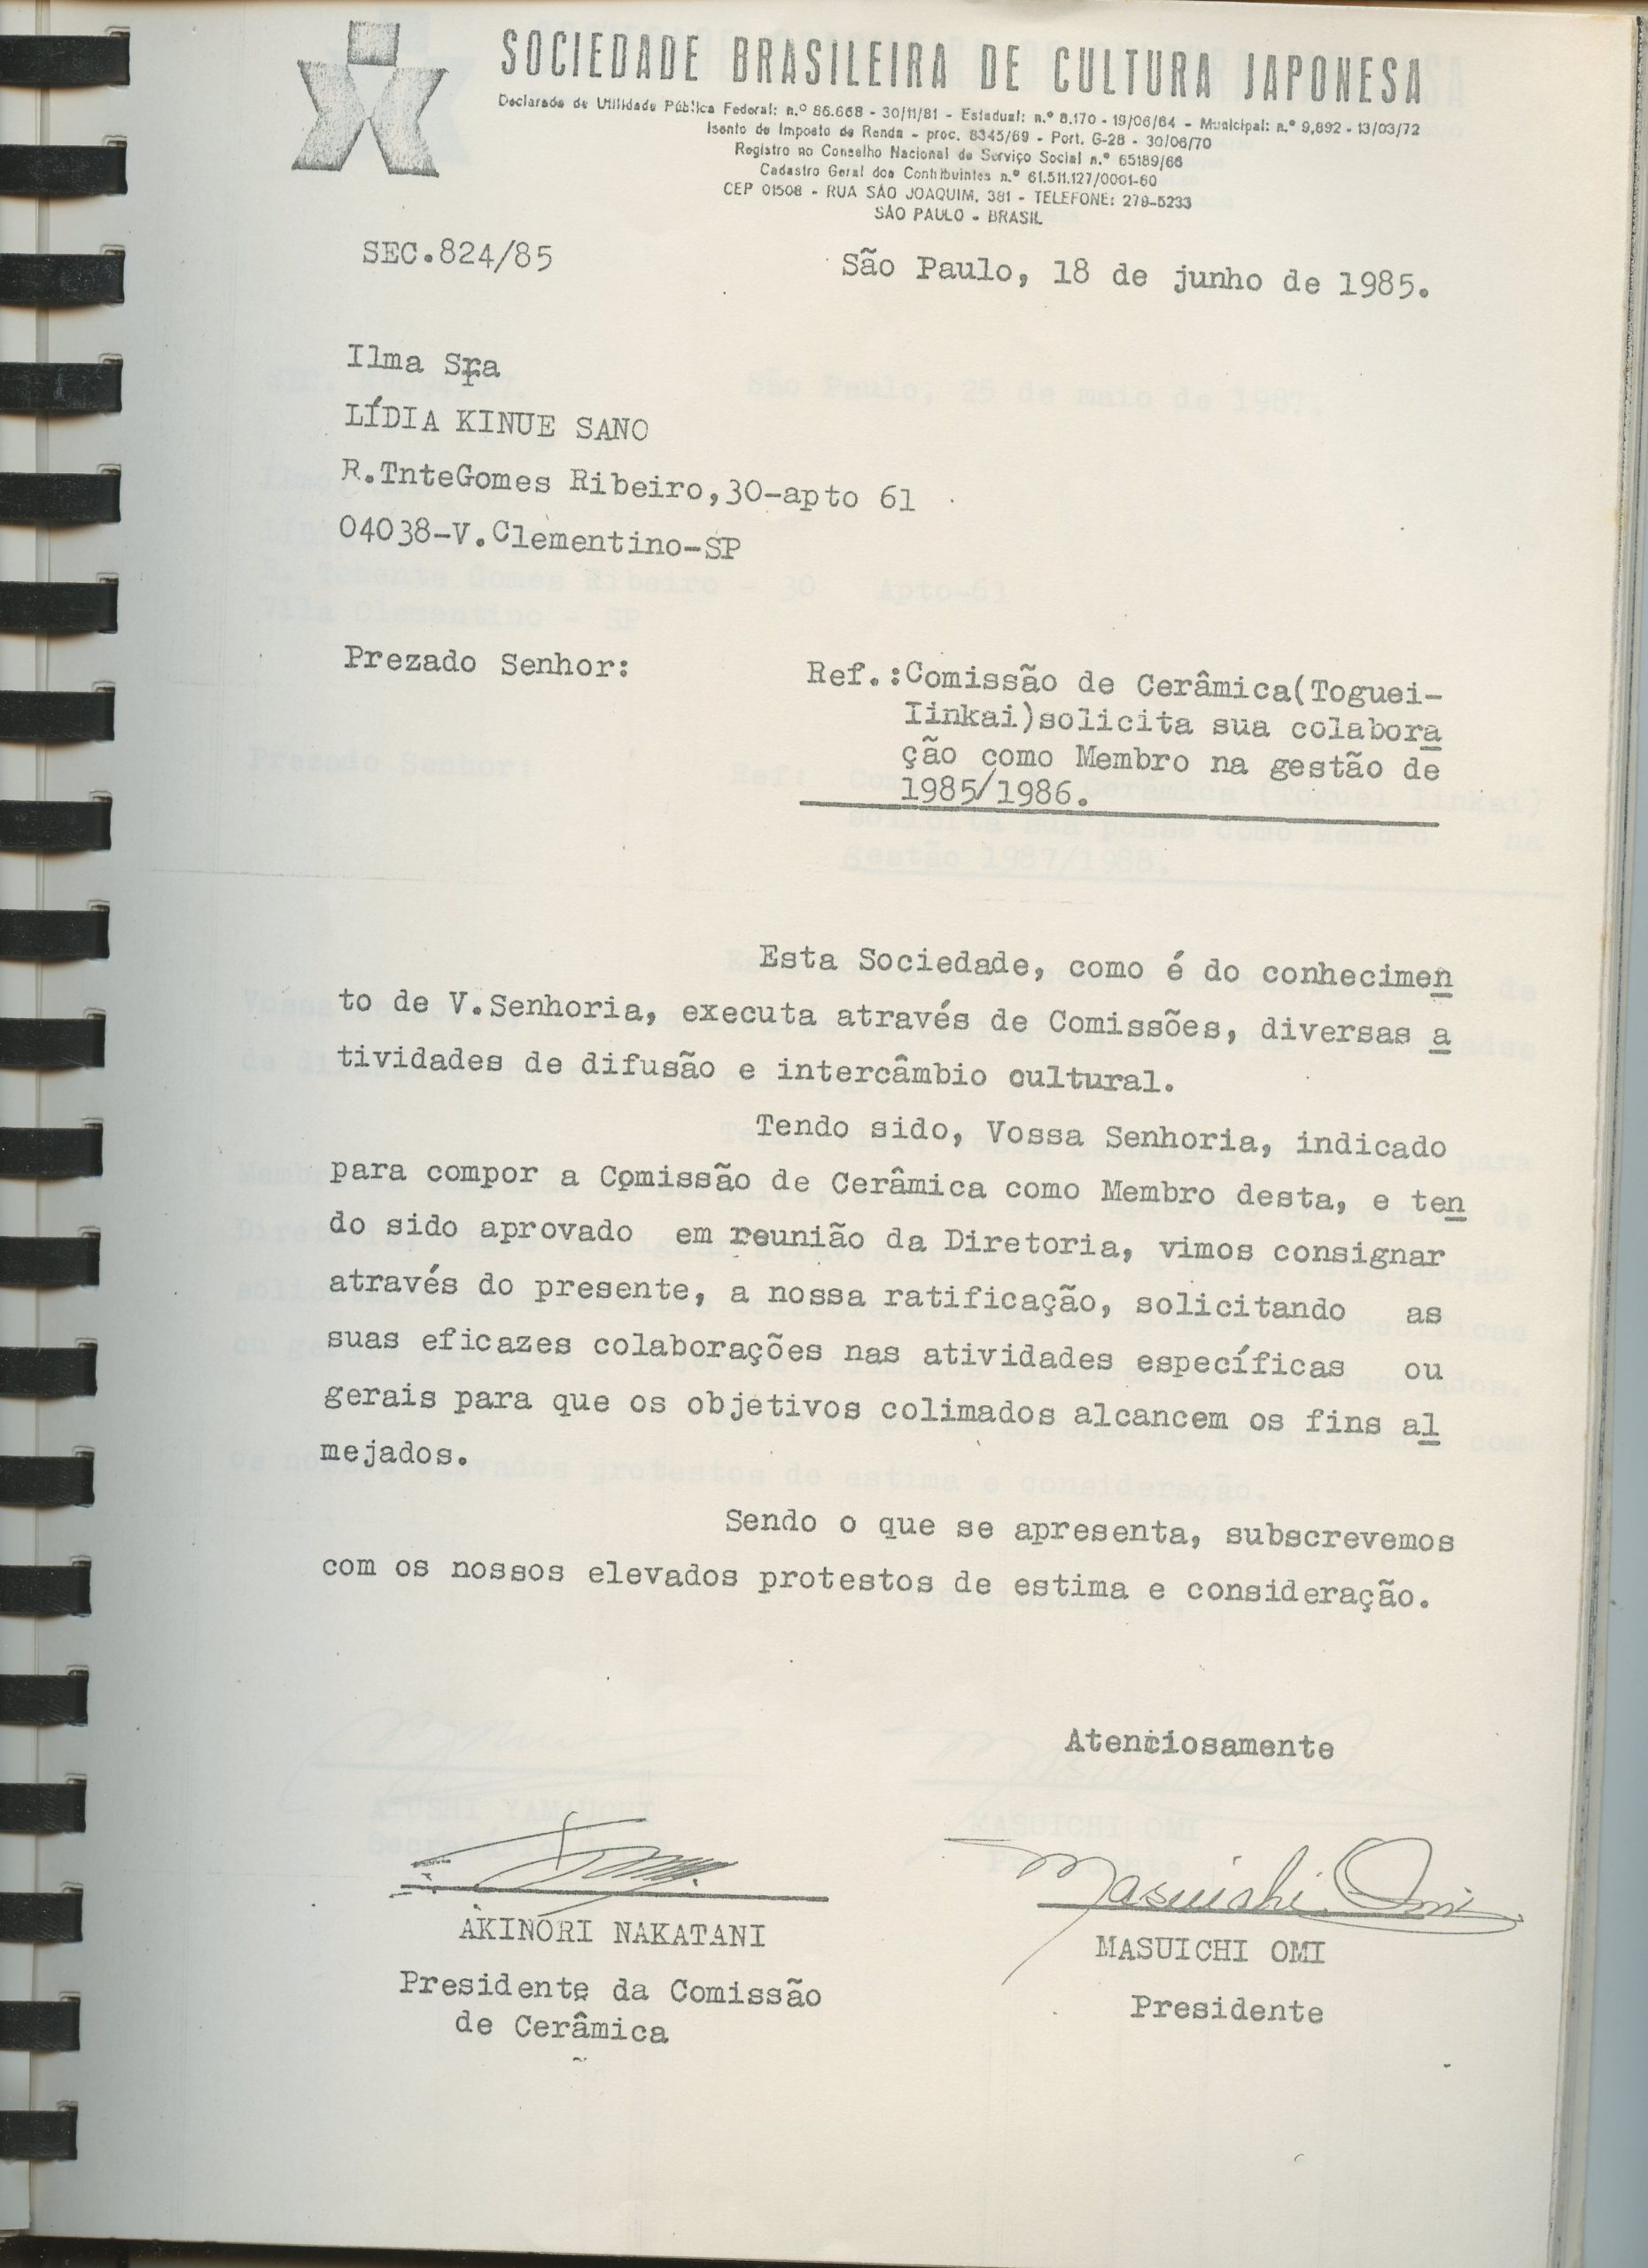 SOCIEDADE BRASILEIRA DE CULTURA JAPONESA
Declarada de Utilidade Pública Federal: n.º 86.668 - 30/11/81 - Estadual: n.º 8.170 - 19/06/64 - Municipal: n.º 9,892 - 13/03/72
Isento de Imposto de Renda - proc. 8345/69 - Port. G-28 - 30/06/70
Registro no Conselho Nacional de Serviço Social n.º 65189/66
Cadastro Geral dos Contribuintes n.º 61.511.127/0001-60
CEP 01508 - RUA SÃO JOAQUIM, 381 - TELEFONE: 279-5233
SÃO PAULO - BRASIL
SEC.824/85
São Paulo, 18 de junho de 1985.
Ilma Sra
LÍDIA KINUE SANO
R.TnteGomes Ribeiro,30-apto 61
04038-V.Clementino-SP
Prezado Senhor:
Ref.:Comissão de Cerâmica(Toguei-
Iinkai)solicita sua colabora
ção como Membro na gestão de
1985/1986.
Esta Sociedade, como é do conhecimen
to de V.Senhoria, executa através de Comissões, diversas a
tividades de difusão e intercâmbio cultural.
Tendo sido, Vossa Senhoria, indicado
para compor a Comissão de Cerâmica como Membro desta, e ten
do sido aprovado em reunião da Diretoria, vimos consignar
através do presente, a nossa ratificação, solicitando as
suas eficazes colaborações nas atividades específicas ou
gerais para que os objetivos colimados alcancem os fins al
mejados.
Sendo o que se apresenta, subscrevemos
com os nossos elevados protestos de estima e consideração.
Atenciosamente
Masuichi Omi
AKINORI NAKATANI
Presidente da Comissão
de Cerâmica
MASUICHI OMI
Presidente